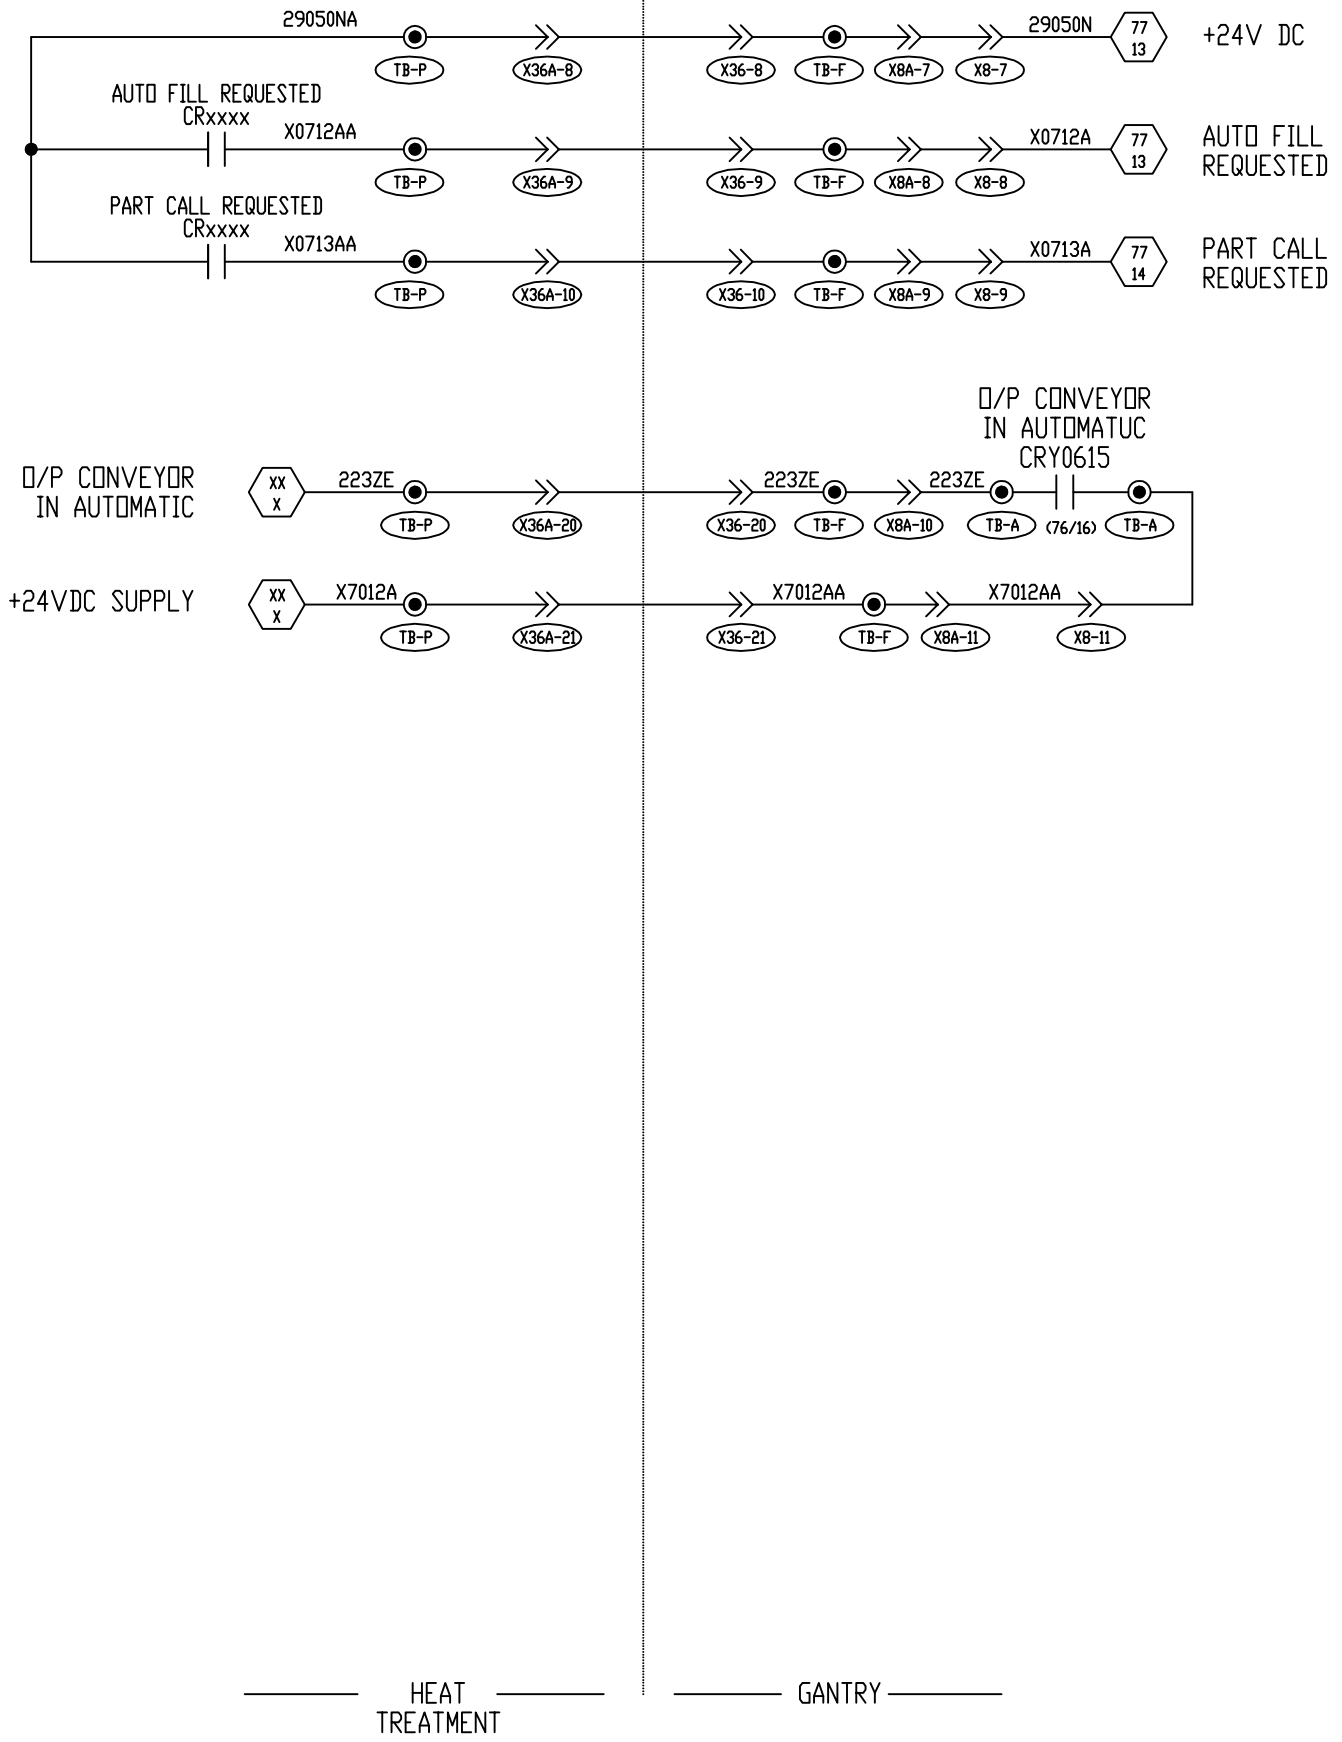 29050NA
29050N
77
13
+24V DC
TB-P
X36A-8
X36-8
TB-F
X8A-7
X8-7
AUTO FILL REQUESTED
CRxxxx
X0712AA
X0712A
77
13
AUTO FILL
REQUESTED
TB-P
X36A-9
X36-9
TB-F
X8A-8
X8-8
PART CALL REQUESTED
CRxxxx
X0713AA
X0713A
77
14
PART CALL
REQUESTED
TB-P
X36A-10
X36-10
TB-F
X8A-9
X8-9
O/P CONVEYOR
IN AUTOMATUC
CRY0615
O/P CONVEYOR
IN AUTOMATIC
XX
X
223ZE
223ZE
223ZE
TB-P
X36A-20
X36-20
TB-F
X8A-10
TB-A
(76/16)
TB-A
+24VDC SUPPLY
XX
X
X7012A
X7012AA
X7012AA
TB-P
X36A-21
X36-21
TB-F
X8A-11
X8-11
HEAT
TREATMENT
GANTRY